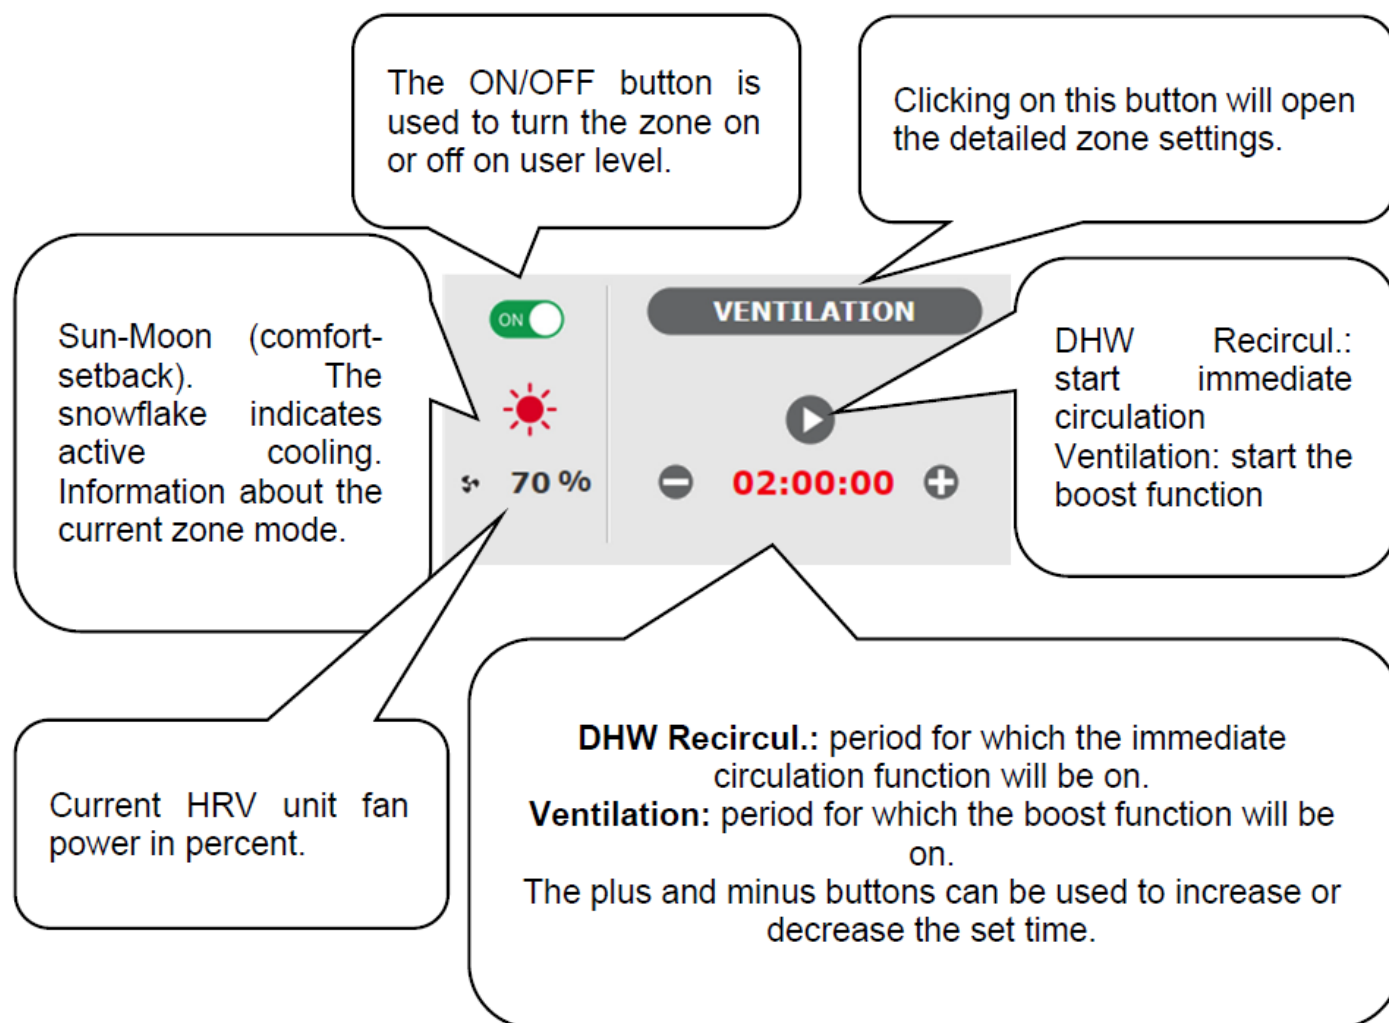 The ON/OFF button is
used to turn the zone on
or off on user level.
Clicking on this button will open
the detailed zone settings.
Sun-Moon (comfort-
setback). The
snowflake indicates
active cooling.
Information about the
current zone mode.
ON
VENTILATION
70 %
02:00:00
DHW Recircul.:
start immediate
circulation
Ventilation: start the
boost function
Current HRV unit fan
power in percent.
DHW Recircul.: period for which the immediate
circulation function will be on.
Ventilation: period for which the boost function will be
on.
The plus and minus buttons can be used to increase or
decrease the set time.